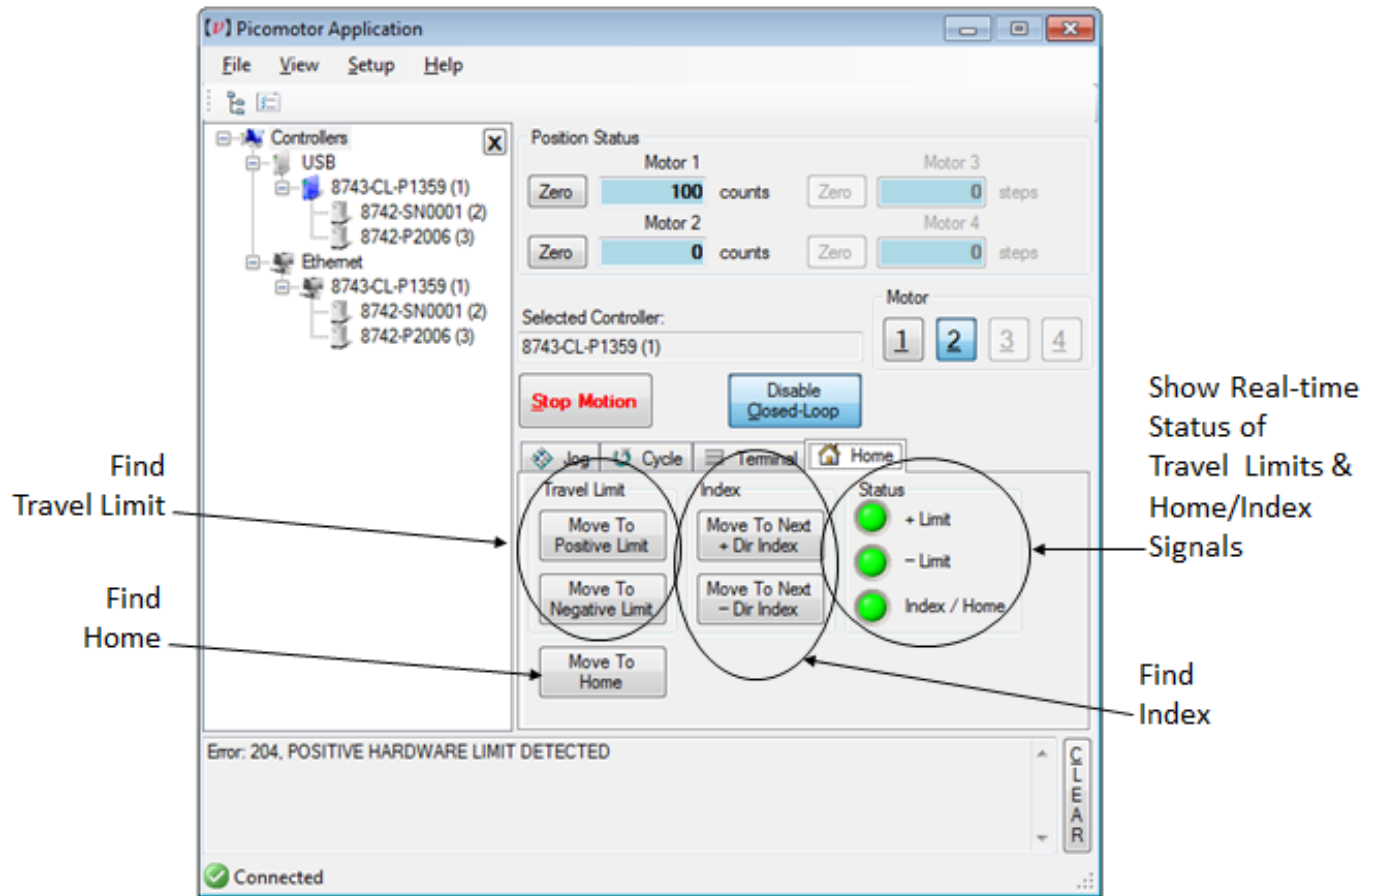 [ν] Picomotor Application
File View Setup Help
Controllers
X
USB
8743-CL-P1359 (1)
8742-SN0001 (2)
8742-P2006 (3)
Ethernet
8743-CL-P1359 (1)
8742-SN0001 (2)
8742-P2006 (3)
Position Status
Motor 1
Motor 3
Zero 100 counts Zero 0 steps
Motor 2
Motor 4
Zero 0 counts Zero 0 steps
Selected Controller:
8743-CL-P1359 (1)
Motor
1 2 3 4
Stop Motion
Disable
Closed-Loop
Jog Cycle Terminal Home
Travel Limit
Move To
Positive Limit
Move To
Negative Limit
Move To
Home
Index
Move To Next
+ Dir Index
Move To Next
− Dir Index
Status
+ Limit
− Limit
Index / Home
Error: 204, POSITIVE HARDWARE LIMIT DETECTED
CLEAR
Connected
Find
Travel Limit
Find
Home
Show Real-time
Status of
Travel Limits &
Home/Index
Signals
Find
Index